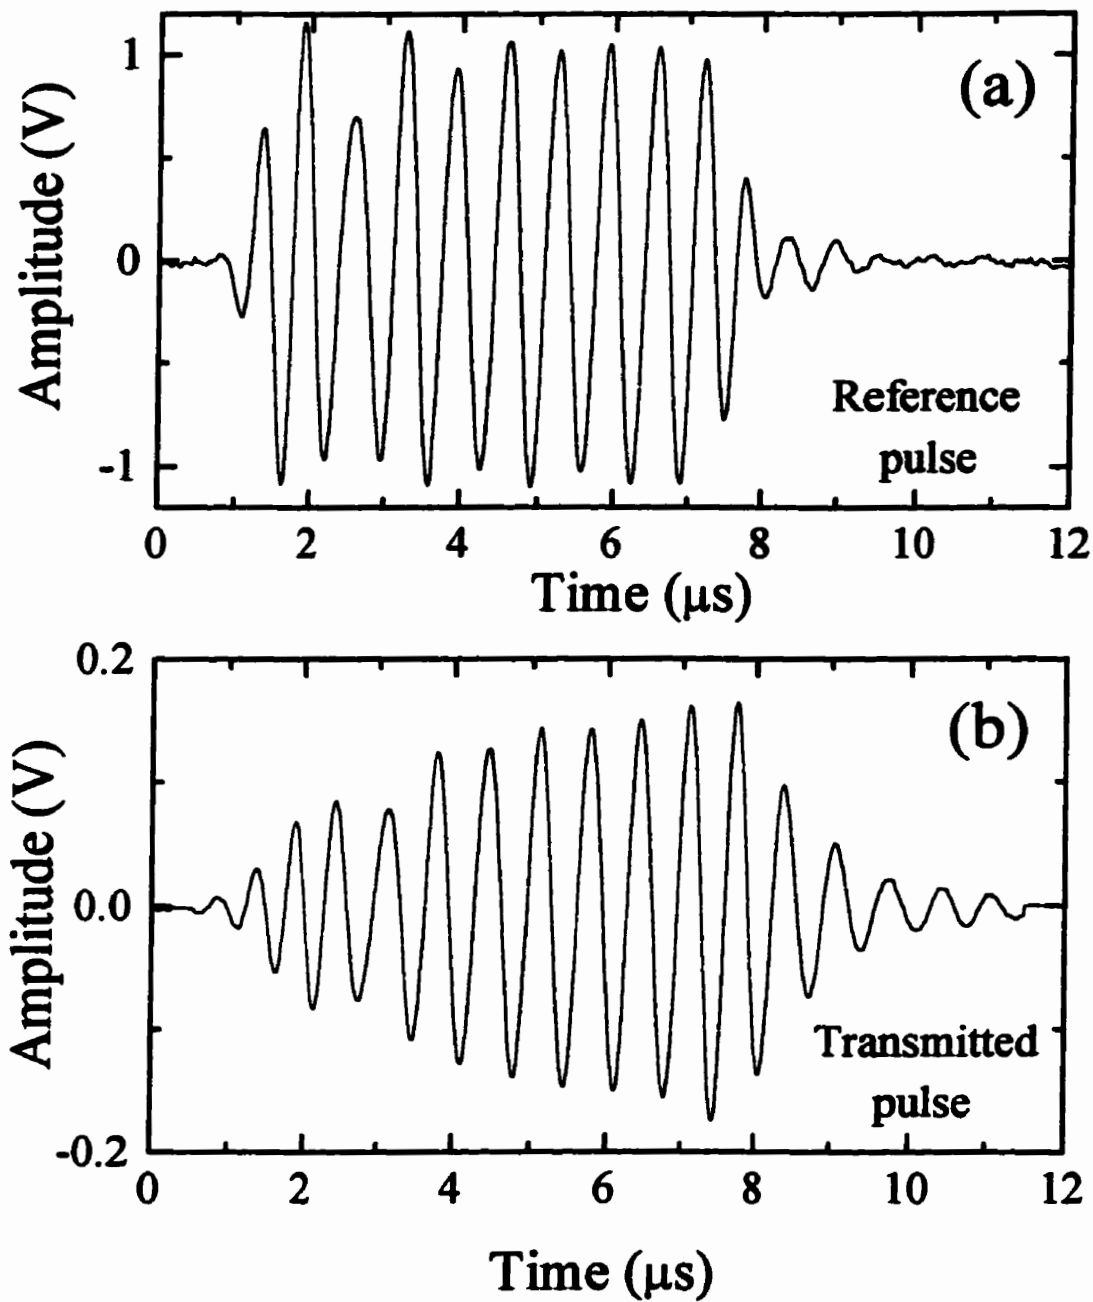 (a)
Amplitude (V)
1
0
-1
Reference
pulse
0 2 4 6 8 10 12
Time (μs)
(b)
Amplitude (V)
0.2
0.0
-0.2
Transmitted
pulse
0 2 4 6 8 10 12
Time (μs)